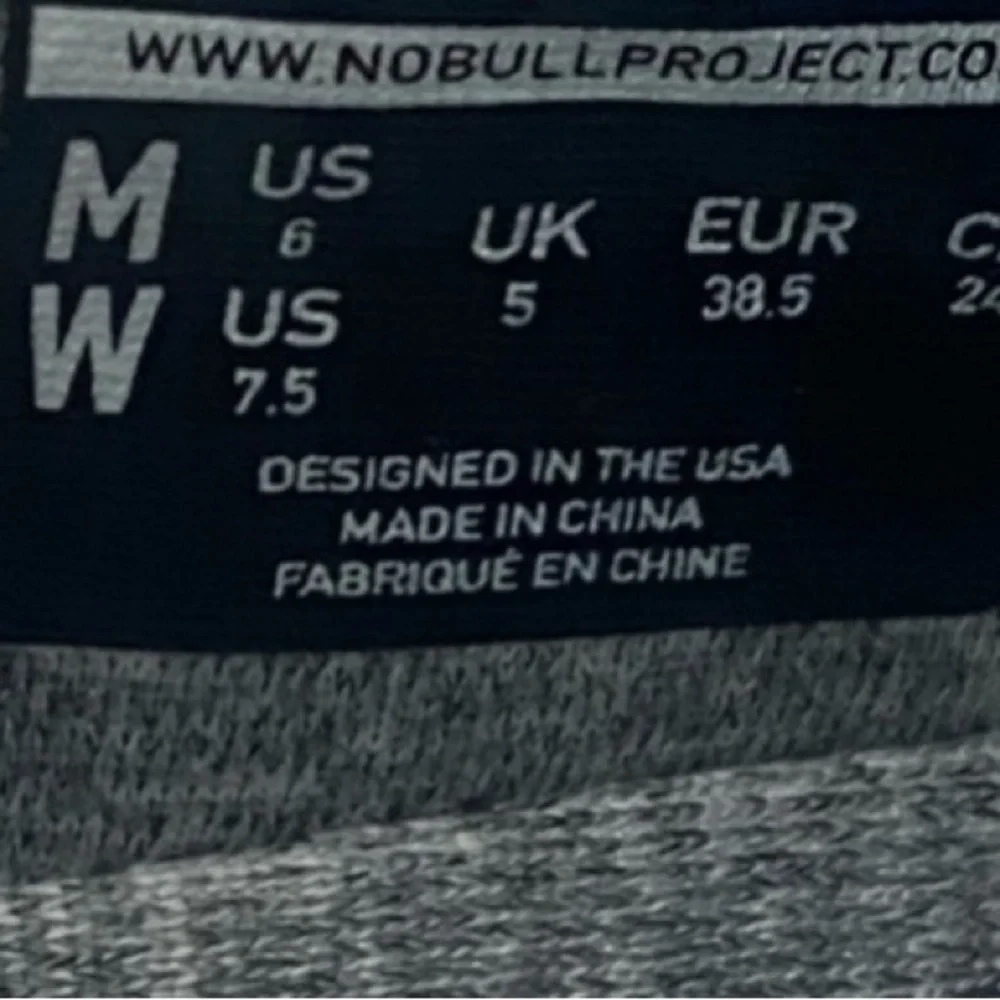 WWW.NOBULLPROJECT.CO
M US UK EUR C
6 5 38.5 24
W US
7.5
DESIGNED IN THE USA
MADE IN CHINA
FABRIQUÉ EN CHINE